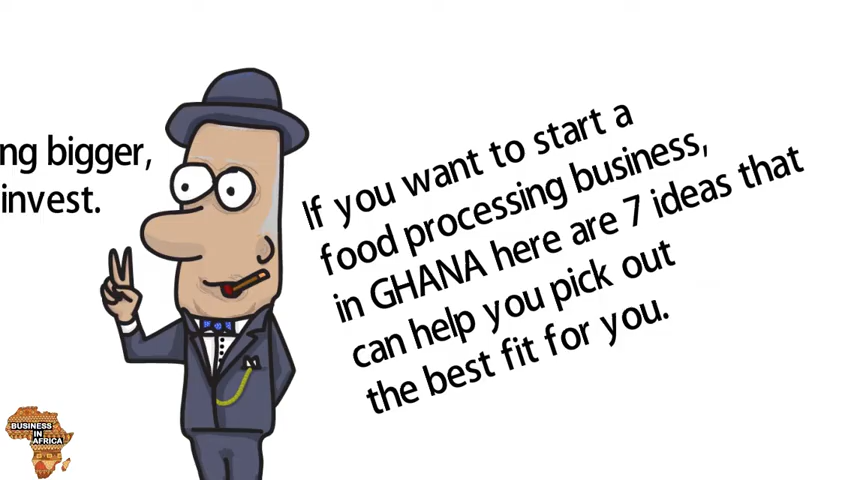 ng bigger,
invest.
If you want to start a
food processing business,
in GHANA here are 7 ideas that
can help you pick out
the best fit for you.
BUSINESS
IN
AFRICA